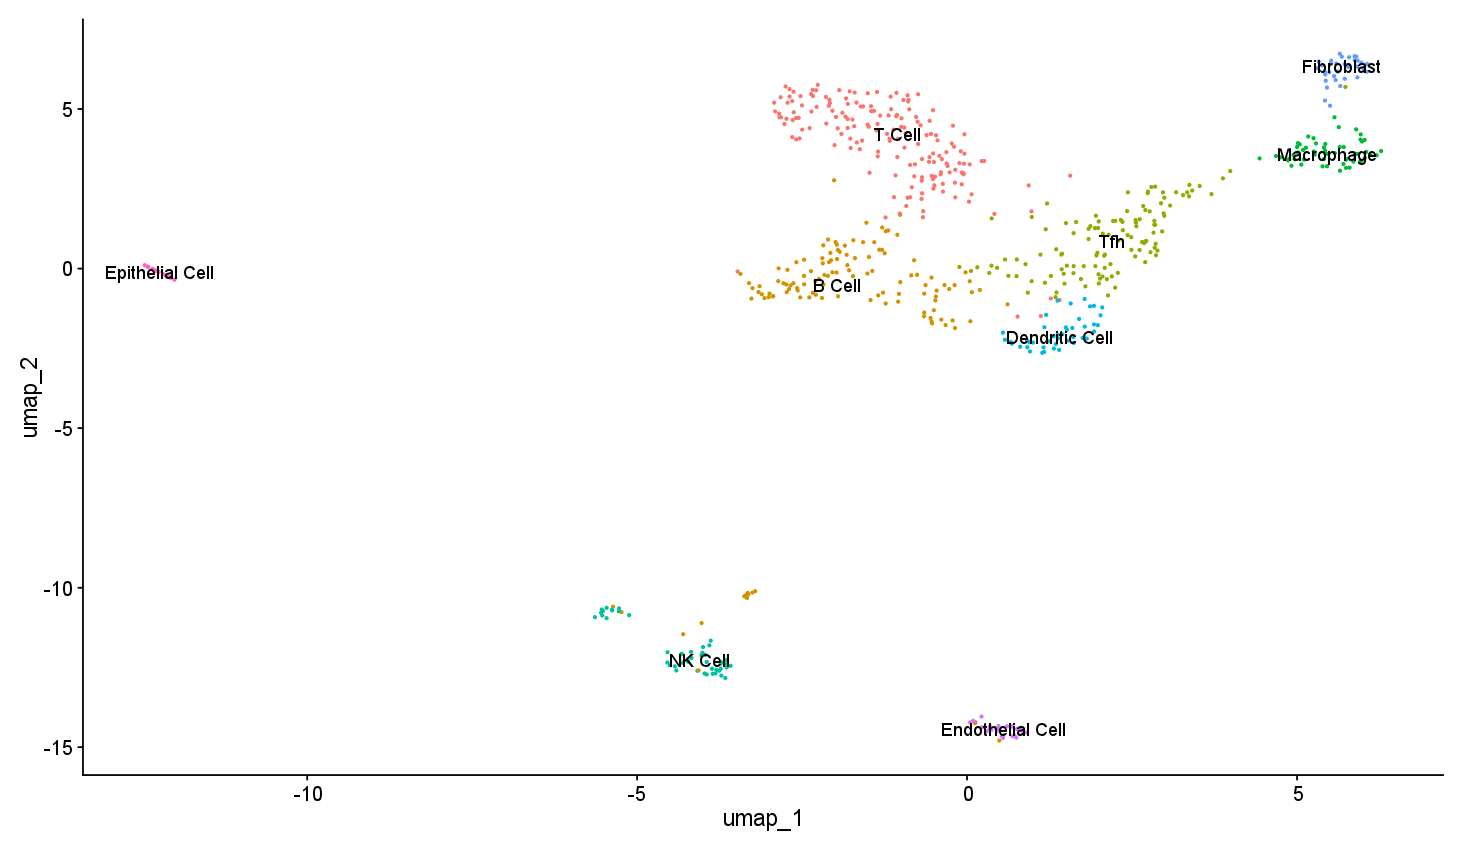 Fibroblast
5
T Cell
Macrophage
Tfh
0
Epithelial Cell
B Cell
Dendritic Cell
umap_2
-5
-10
NK Cell
Endothelial Cell
-15
-10
-5
0
5
umap_1